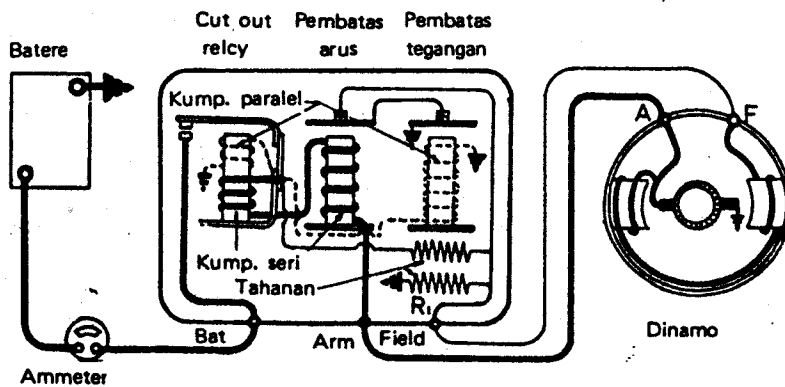 Cut out
relcy
Pembatas
arus
Pembatas
tegangan
Batere
Kump. paralel
A
F
Kump. seri
Tahanan
R₁
Bat
Arm
Field
Dinamo
Ammeter